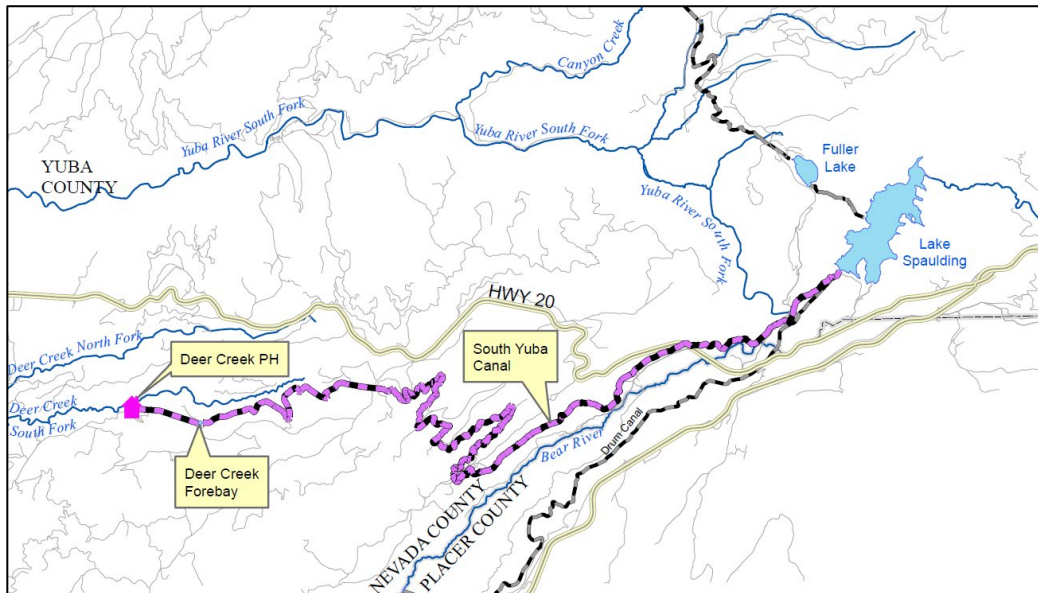 Canyon Creek
Yuba River South Fork
Yuba River South Fork
YUBA
COUNTY
Fuller
Lake
Yuba River South Fork
Lake
Spaulding
HWY 20
Deer Creek North Fork
Deer Creek PH
South Yuba
Canal
Deer Creek
South Fork
Bear River
Drum Canal
Deer Creek
Forebay
NEVADA COUNTY
PLACER COUNTY